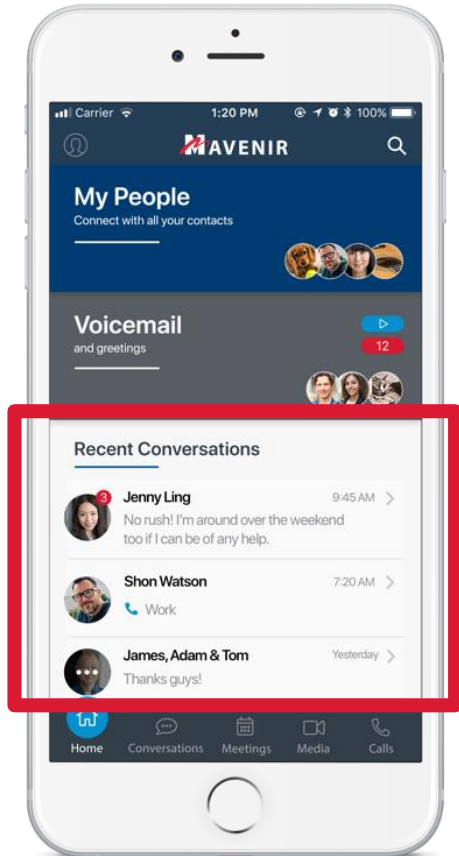 Carrier 1:20 PM 100%
MAVENIR
My People
Connect with all your contacts
Voicemail
and greetings
12
Recent Conversations
3
Jenny Ling 9:45 AM
No rush! I'm around over the weekend
too if I can be of any help.
Shon Watson 7:20 AM
Work
James, Adam & Tom Yesterday
Thanks guys!
Home Conversations Meetings Media Calls